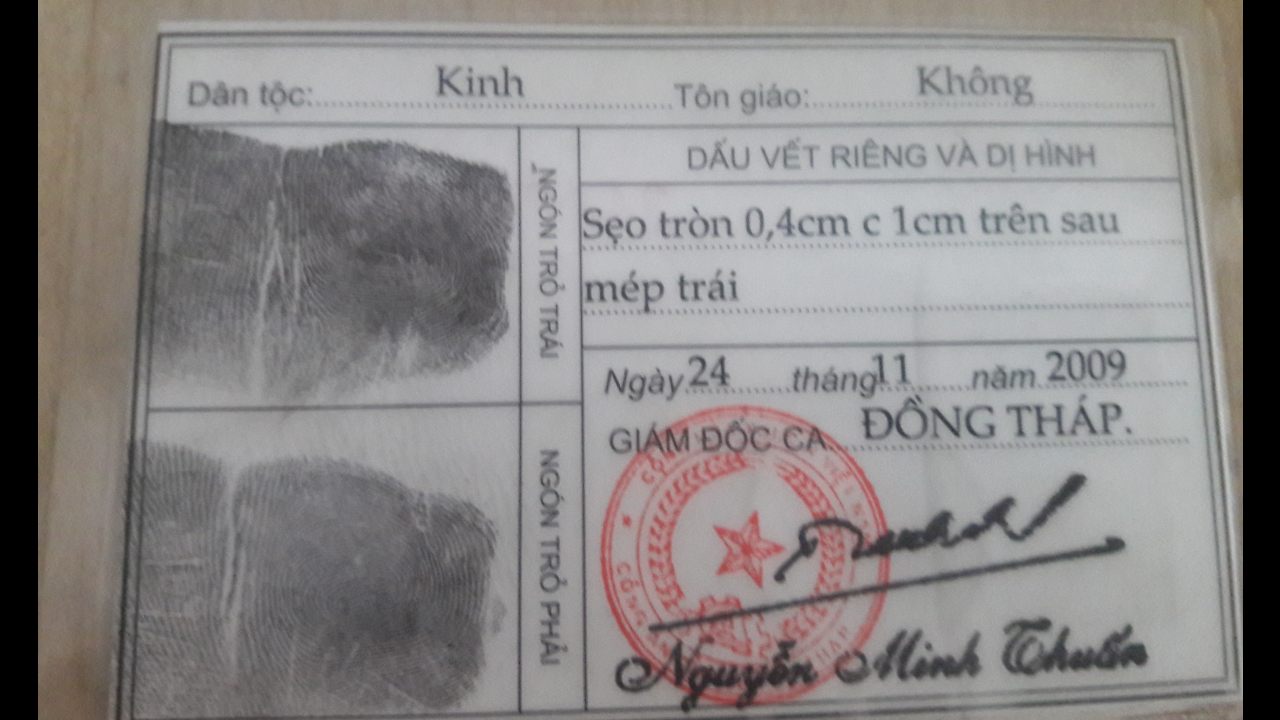 Dân tộc: Kinh Tôn giáo: Không
NGÓN TRỎ TRÁI
DẤU VẾT RIÊNG VÀ DỊ HÌNH
Sẹo tròn 0,4cm c 1cm trên sau
mép trái
Ngày 24 tháng 11 năm 2009
GIÁM ĐỐC CA ĐỒNG THÁP.
NGÓN TRỎ PHẢI
Nguyễn Minh Thuấn